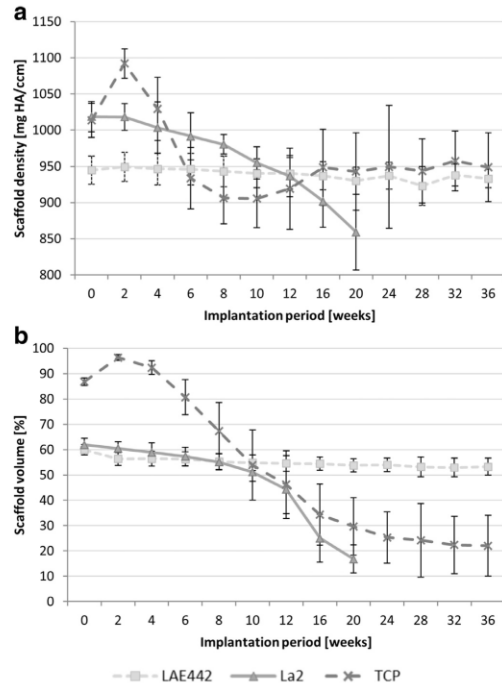 a
Scaffold density [mg HA/ccm]
1150
1100
1050
1000
950
900
850
800
0 2 4 6 8 10 12 16 20 24 28 32 36
Implantation period [weeks]
b
Scaffold volume [%]
100
90
80
70
60
50
40
30
20
10
0
0 2 4 6 8 10 12 16 20 24 28 32 36
Implantation period [weeks]
LAE442 La2 TCP